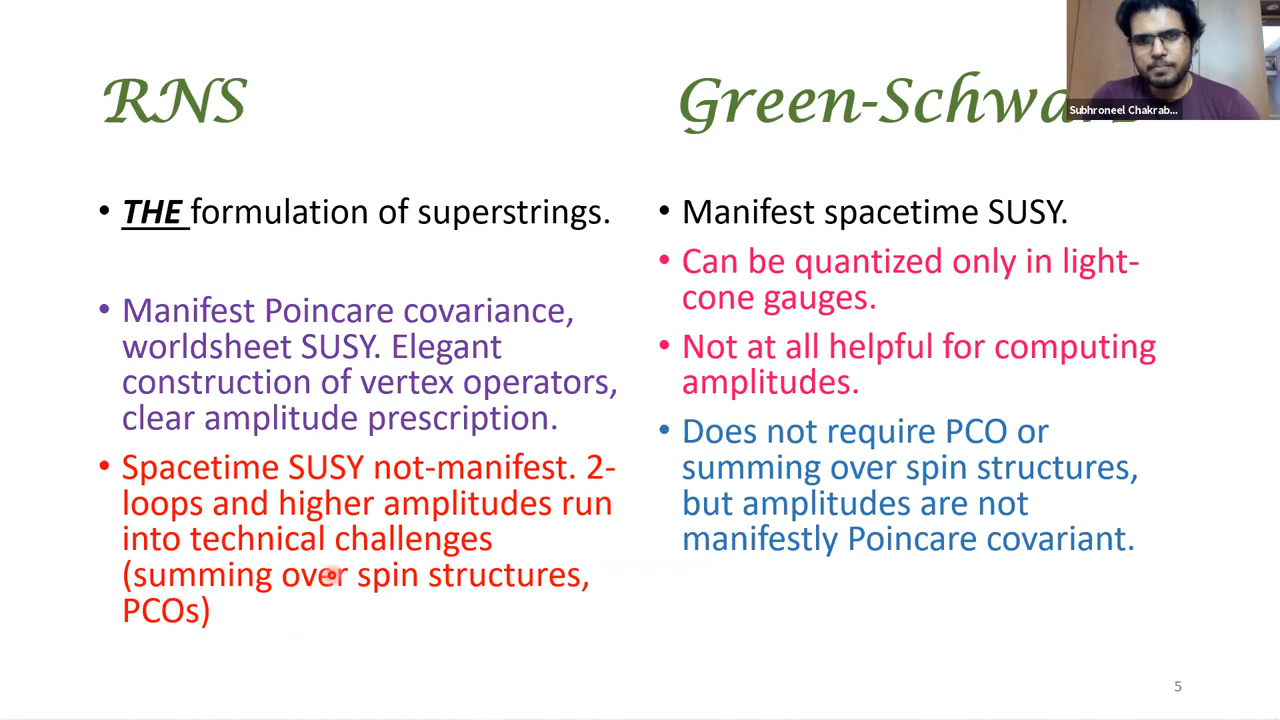 RNS
• THE formulation of superstrings.
• Manifest Poincare covariance,
worldsheet SUSY. Elegant
construction of vertex operators,
clear amplitude prescription.
• Spacetime SUSY not-manifest. 2-
loops and higher amplitudes run
into technical challenges
(summing over spin structures,
PCOs)
Green-Schwa
• Manifest spacetime SUSY.
• Can be quantized only in light-
cone gauges.
• Not at all helpful for computing
amplitudes.
• Does not require PCO or
summing over spin structures,
but amplitudes are not
manifestly Poincare covariant.
Subhroneel Chakrab...
5